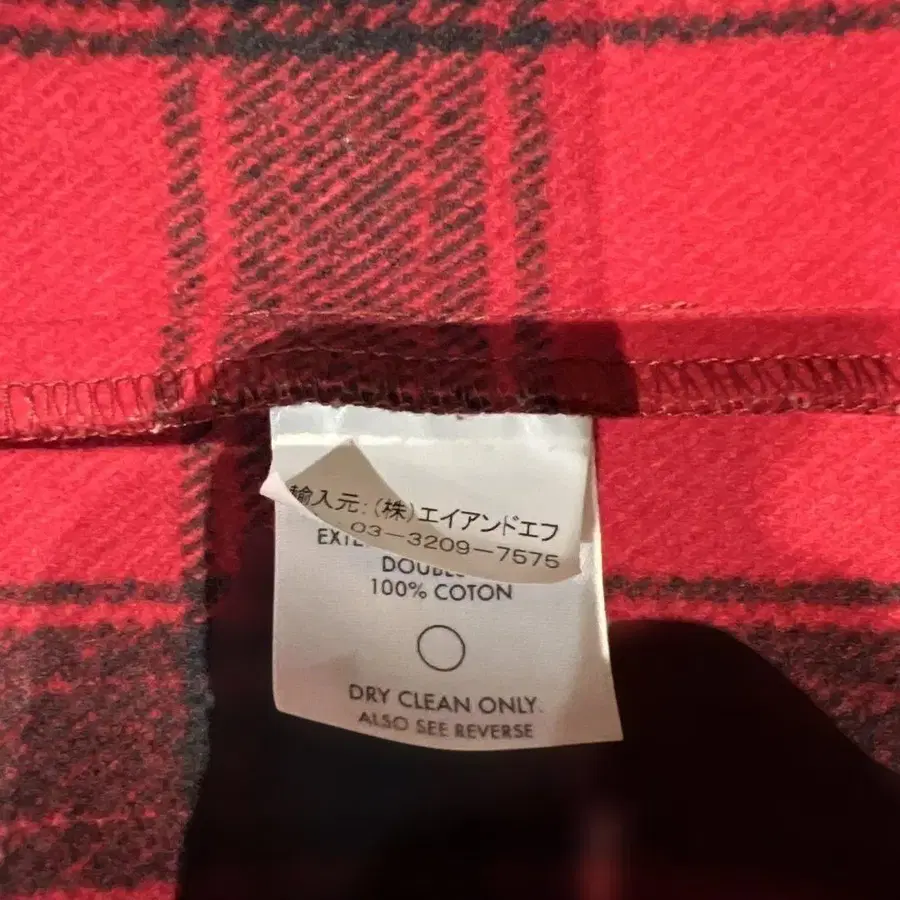 輸入元:(株)エイアンドエフ
03-3209-7575
100% COTON
DRY CLEAN ONLY.
ALSO SEE REVERSE